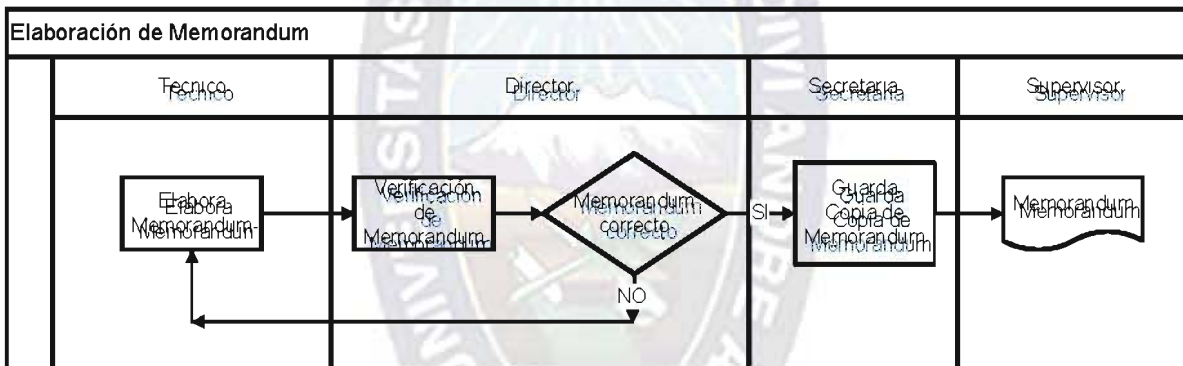 Elaboración de Memorandum
Tecnico
Director
Secretaria
Supervisor
Elabora
Memorandum
Verificación
de
Memorandum
Memorandum
correcto
SI
NO
Guarda
Copia de
Memorandum
Memorandum